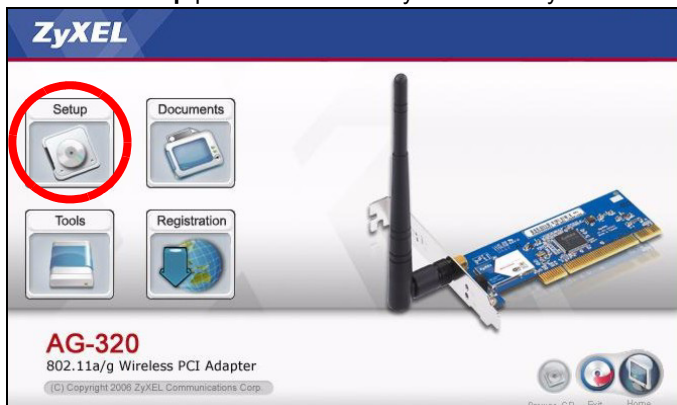 ZyXEL
Setup
Documents
Tools
Registration
AG-320
802.11a/g Wireless PCI Adapter
(C) Copyright 2006 ZyXEL Communications Corp.
Exit
Home